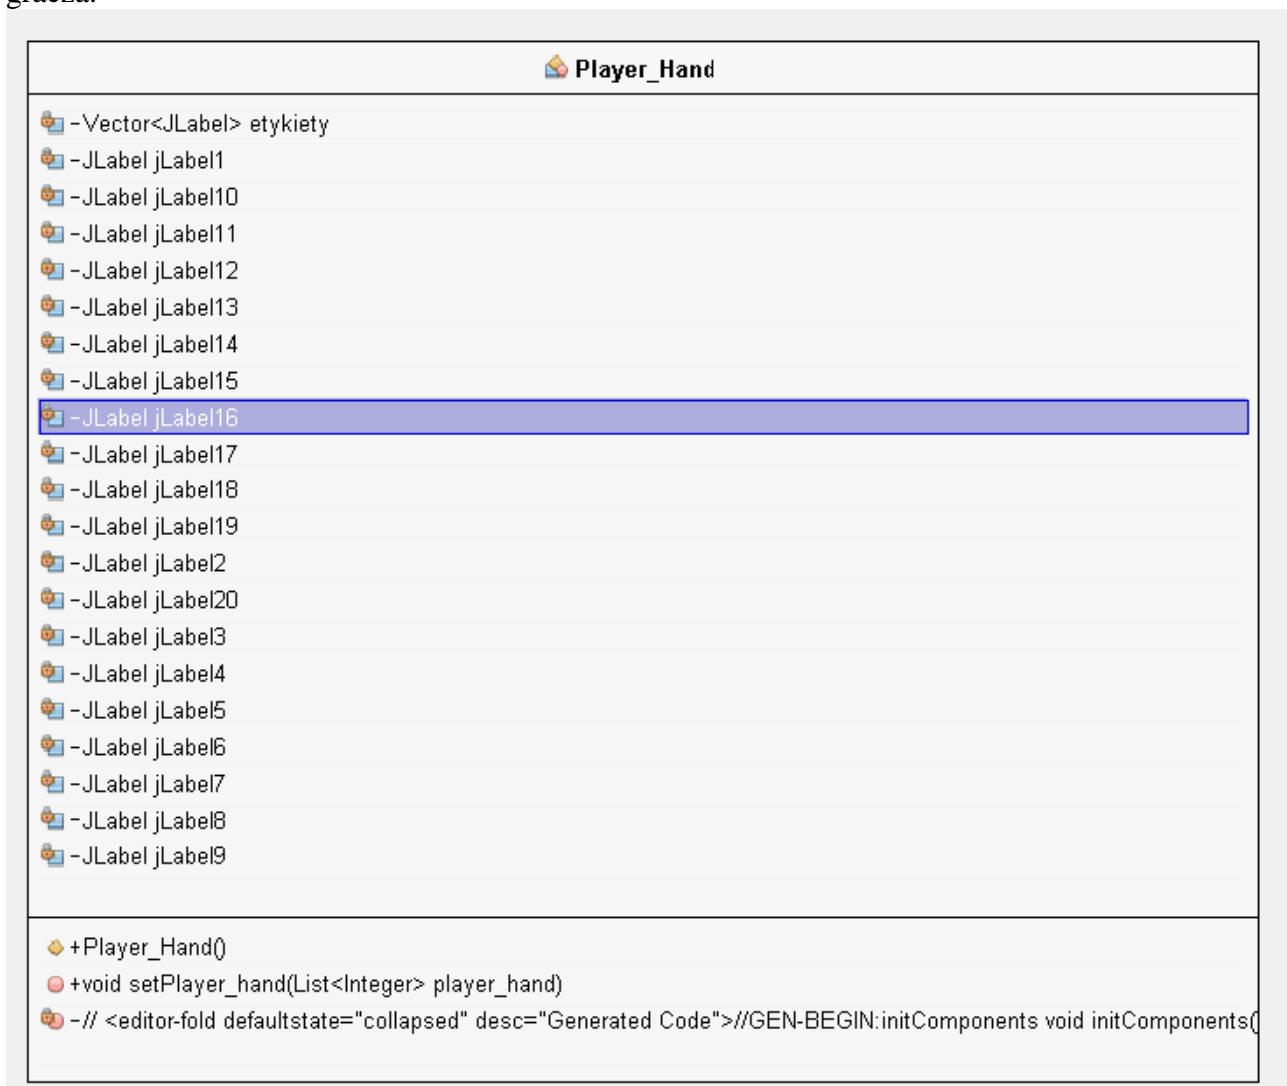 gracza.
Player_Hand
-Vector<JLabel> etykiety
-JLabel jLabel1
-JLabel jLabel10
-JLabel jLabel11
-JLabel jLabel12
-JLabel jLabel13
-JLabel jLabel14
-JLabel jLabel15
-JLabel jLabel16
-JLabel jLabel17
-JLabel jLabel18
-JLabel jLabel19
-JLabel jLabel2
-JLabel jLabel20
-JLabel jLabel3
-JLabel jLabel4
-JLabel jLabel5
-JLabel jLabel6
-JLabel jLabel7
-JLabel jLabel8
-JLabel jLabel9
+Player_Hand()
+void setPlayer_hand(List<Integer> player_hand)
-// <editor-fold defaultstate="collapsed" desc="Generated Code">//GEN-BEGIN:initComponents void initComponents(